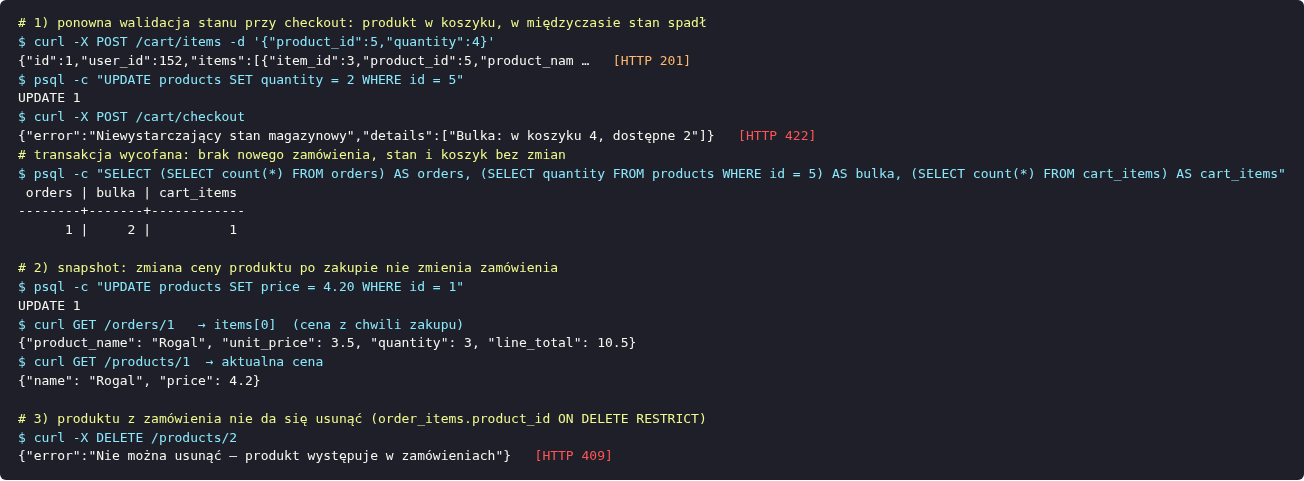 # 1) ponowna walidacja stanu przy checkout: produkt w koszyku, w międzyczasie stan spadł
$ curl -X POST /cart/items -d '{"product_id":5,"quantity":4}'
{"id":1,"user_id":152,"items":[{"item_id":3,"product_id":5,"product_nam …   [HTTP 201]
$ psql -c "UPDATE products SET quantity = 2 WHERE id = 5"
UPDATE 1
$ curl -X POST /cart/checkout
{"error":"Niewystarczający stan magazynowy","details":["Bulka: w koszyku 4, dostępne 2"]}   [HTTP 422]
# transakcja wycofana: brak nowego zamówienia, stan i koszyk bez zmian
$ psql -c "SELECT (SELECT count(*) FROM orders) AS orders, (SELECT quantity FROM products WHERE id = 5) AS bulka, (SELECT count(*) FROM cart_items) AS cart_items"
 orders | bulka | cart_items
--------+-------+------------
      1 |     2 |          1
# 2) snapshot: zmiana ceny produktu po zakupie nie zmienia zamówienia
$ psql -c "UPDATE products SET price = 4.20 WHERE id = 1"
UPDATE 1
$ curl GET /orders/1   → items[0]  (cena z chwili zakupu)
{"product_name": "Rogal", "unit_price": 3.5, "quantity": 3, "line_total": 10.5}
$ curl GET /products/1  → aktualna cena
{"name": "Rogal", "price": 4.2}
# 3) produktu z zamówienia nie da się usunąć (order_items.product_id ON DELETE RESTRICT)
$ curl -X DELETE /products/2
{"error":"Nie można usunąć — produkt występuje w zamówieniach"}   [HTTP 409]